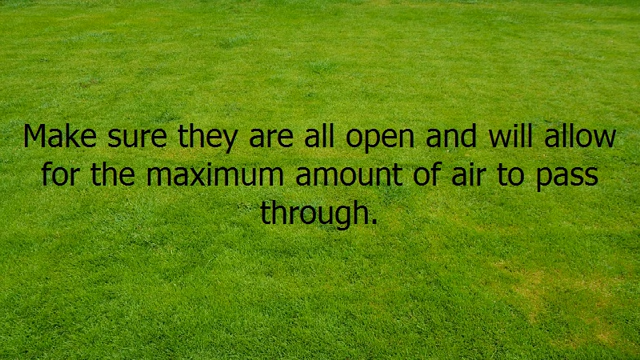 Make sure they are all open and will allow
for the maximum amount of air to pass
through.